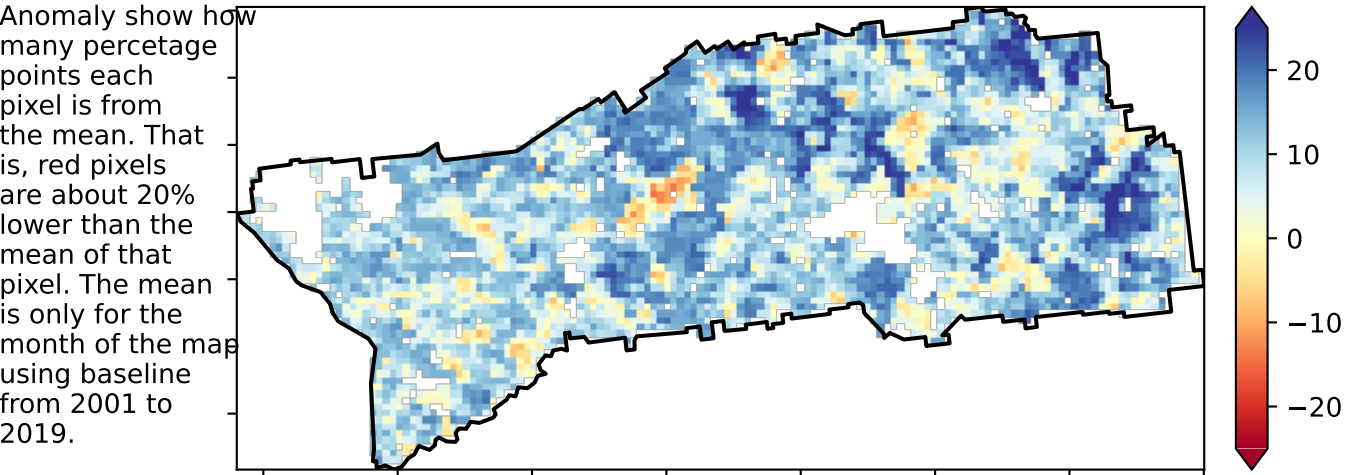 Anomaly show how
many percetage
points each
pixel is from
the mean. That
is, red pixels
are about 20%
lower than the
mean of that
pixel. The mean
is only for the
month of the map
using baseline
from 2001 to
2019.
20
10
0
−10
−20